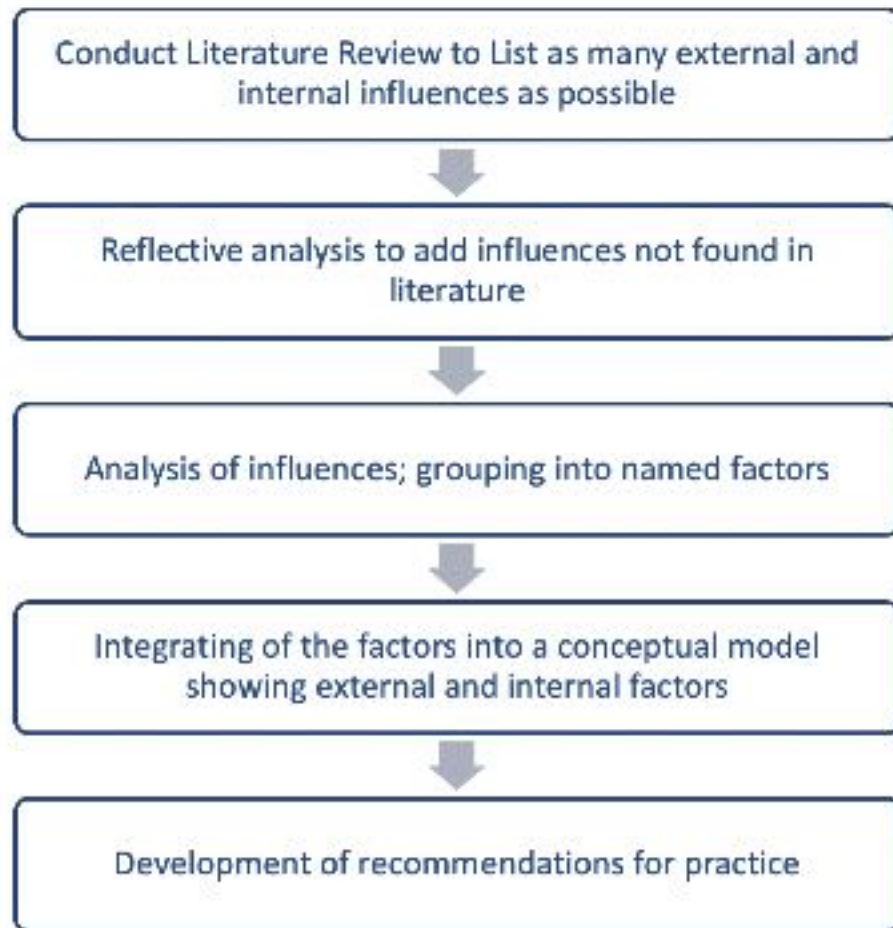 Conduct Literature Review to List as many external and
internal influences as possible
Reflective analysis to add influences not found in
literature
Analysis of influences; grouping into named factors
Integrating of the factors into a conceptual model
showing external and internal factors
Development of recommendations for practice